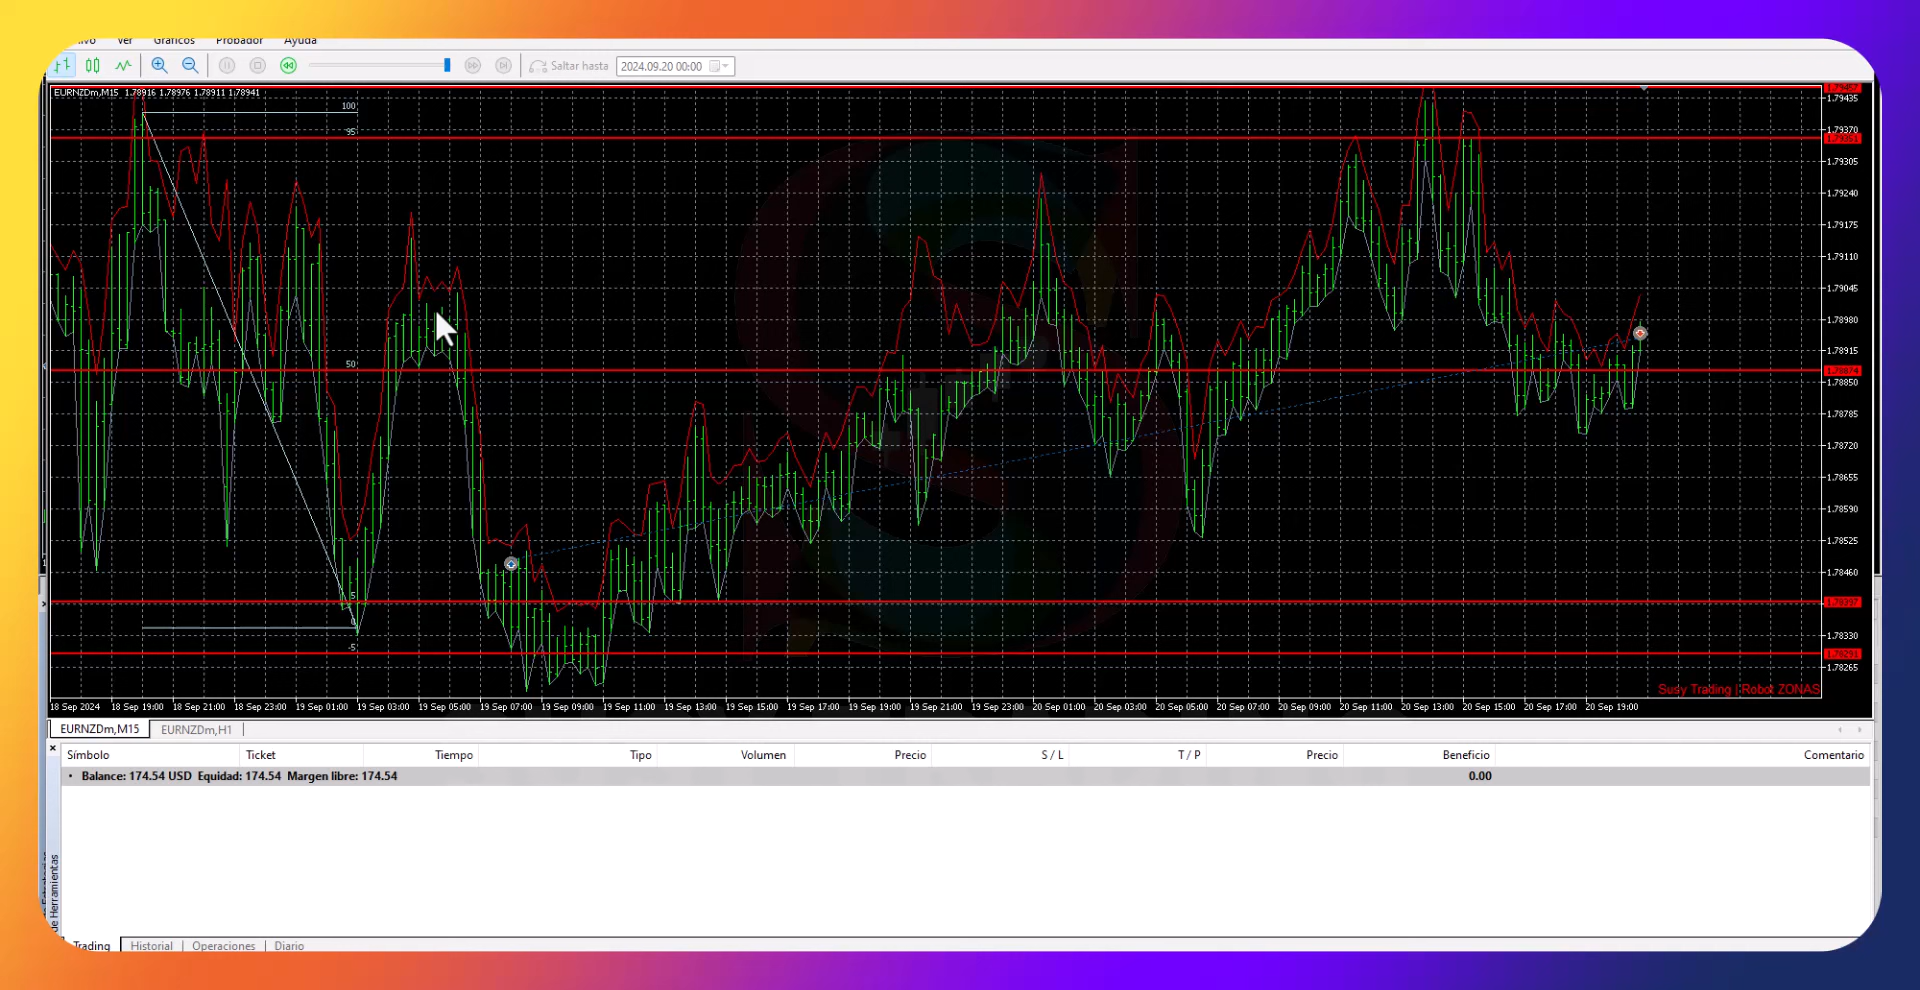 Ver Gráficos Probador Ayuda
Saltar hasta 2024.09.20 00:00
EURNZDm,M15 1.78916 1.78976 1.78911 1.78941
100
95
50
5
0
-5
1.79435
1.79370
1.79305
1.79240
1.79175
1.79110
1.79045
1.78980
1.78915
1.78874
1.78850
1.78785
1.78720
1.78655
1.78590
1.78525
1.78460
1.78397
1.78330
1.78291
1.78265
Susy Trading | Robot ZONAS
18 Sep 2024 18 Sep 19:00 18 Sep 21:00 18 Sep 23:00 19 Sep 01:00 19 Sep 03:00 19 Sep 05:00 19 Sep 07:00 19 Sep 09:00 19 Sep 11:00 19 Sep 13:00 19 Sep 15:00 19 Sep 17:00 19 Sep 19:00 19 Sep 21:00 19 Sep 23:00 20 Sep 01:00 20 Sep 03:00 20 Sep 05:00 20 Sep 07:00 20 Sep 09:00 20 Sep 11:00 20 Sep 13:00 20 Sep 15:00 20 Sep 17:00 20 Sep 19:00
EURNZDm,M15 EURNZDm,H1
Símbolo Ticket Tiempo Tipo Volumen Precio S / L T / P Precio Beneficio Comentario
Balance: 174.54 USD Equidad: 174.54 Margen libre: 174.54 0.00
de Herramientas
Trading Historial Operaciones Diario